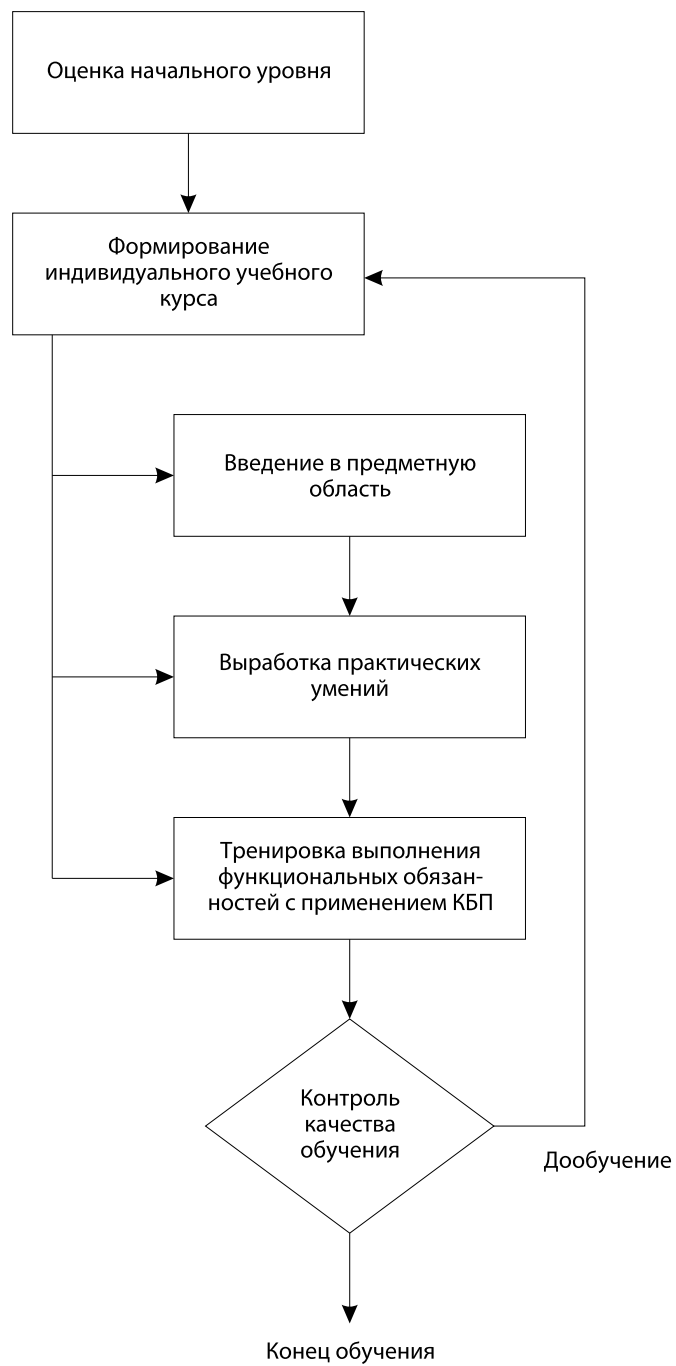 Оценка начального уровня
Формирование
индивидуального учебного
курса
Введение в предметную
область
Выработка практических
умений
Тренировка выполнения
функциональных обязан-
ностей с применением КБП
Контроль
качества
обучения
Дообучение
Конец обучения